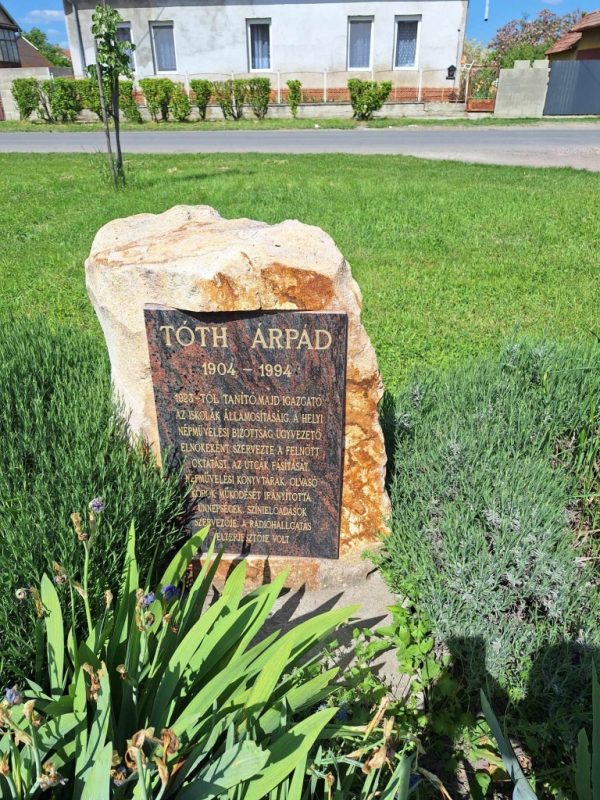 TÓTH ÁRPÁD
1904 - 1994
1923-TÓL TANÍTÓ, MAJD IGAZGATÓ
AZ ISKOLÁK ÁLLAMOSÍTÁSÁIG, A HELYI
NÉPMŰVELÉSI BIZOTTSÁG ÜGYVEZETŐ
ELNÖKEKÉNT SZERVEZTE A FELNŐTT
OKTATÁST, AZ UTCÁK FÁSÍTÁSÁT,
NÉPMŰVELÉSI KÖNYVTÁRAK, OLVASÓ
KÖRÖK MŰKÖDÉSÉT IRÁNYÍTOTTA
ÜNNEPSÉGEK, SZÍNIELŐADÁSOK
SZERVEZŐJE, A RÁDIÓHALLGATÁS
ELTERJESZTŐJE VOLT